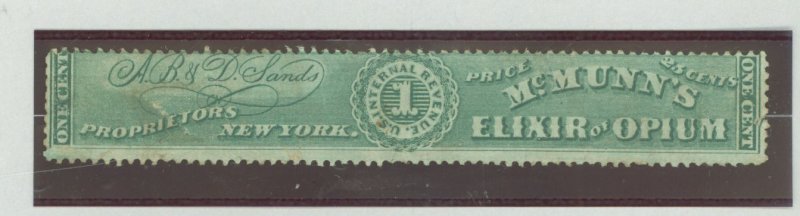 ONE CENT
A. B. & D. Sands
PROPRIETORS NEW YORK.
U.S. INTERNAL REVENUE
1
PRICE 25 CENTS
McMUNN'S
ELIXIR OF OPIUM
ONE CENT